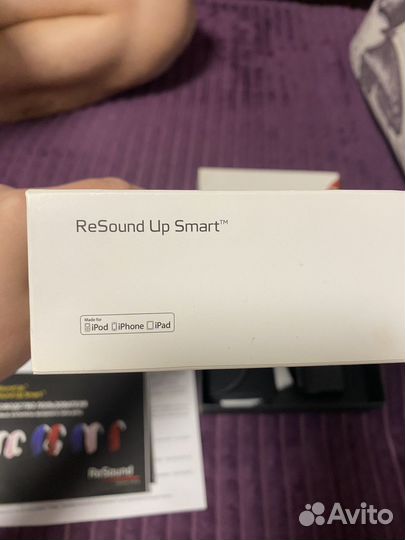 ReSound Up Smart™
Made for
iPod iPhone iPad
ReSound
Avito